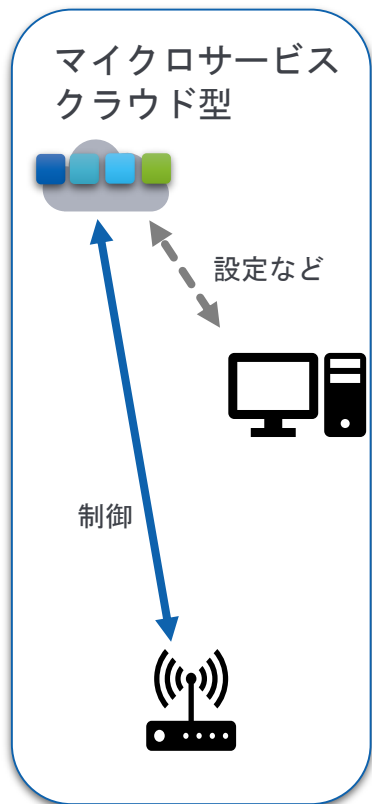 マイクロサービス
クラウド型
設定など
制御